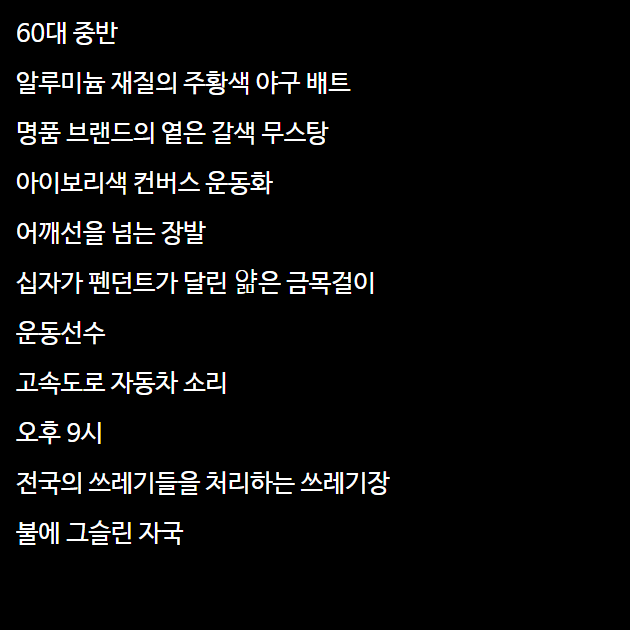 60대 중반
알루미늄 재질의 주황색 야구 배트
명품 브랜드의 옅은 갈색 무스탕
아이보리색 컨버스 운동화
어깨선을 넘는 장발
십자가 펜던트가 달린 얇은 금목걸이
운동선수
고속도로 자동차 소리
오후 9시
전국의 쓰레기들을 처리하는 쓰레기장
불에 그슬린 자국